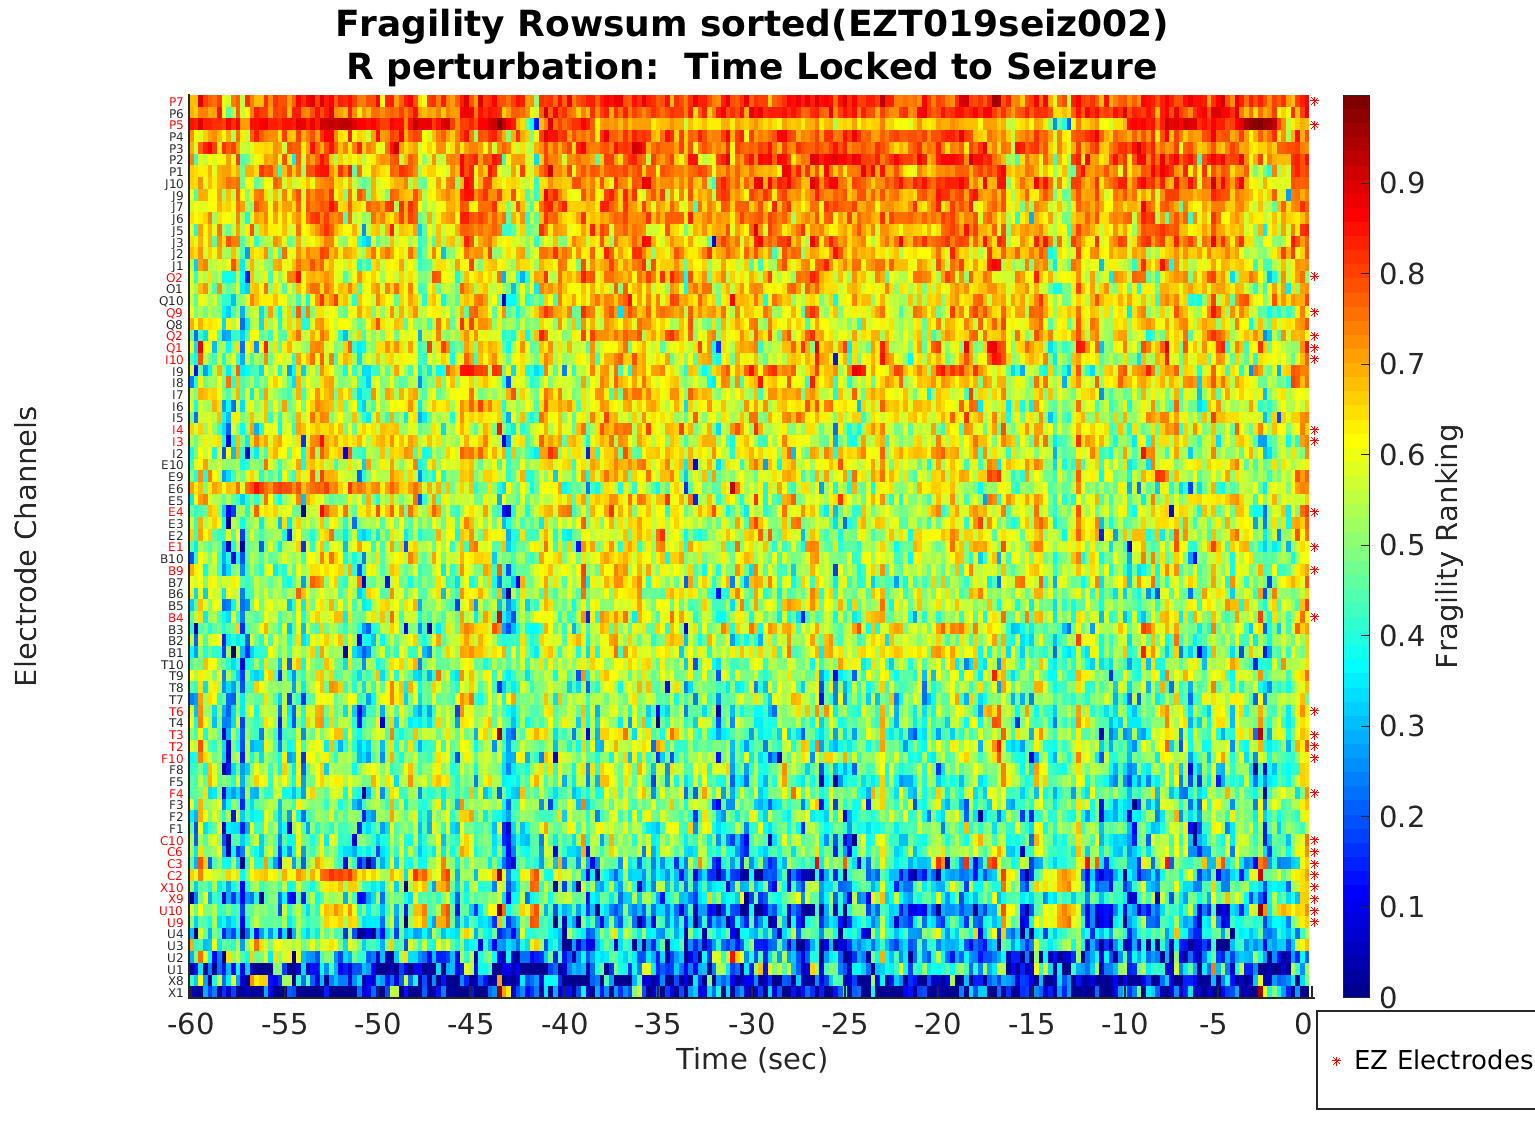 Fragility Rowsum sorted(EZT019seiz002)
R perturbation:  Time Locked to Seizure
Electrode Channels
P7
P6
P5
P4
P3
P2
P1
J10
J9
J7
J6
J5
J3
J2
J1
O2
O1
Q10
Q9
Q8
Q2
Q1
I10
I9
I8
I7
I6
I5
I4
I3
I2
E10
E9
E6
E5
E4
E3
E2
E1
B10
B9
B7
B6
B5
B4
B3
B2
B1
T10
T9
T8
T7
T6
T4
T3
T2
F10
F8
F5
F4
F3
F2
F1
C10
C6
C3
C2
X10
X9
U10
U9
U4
U3
U2
U1
X8
X1
-60 -55 -50 -45 -40 -35 -30 -25 -20 -15 -10 -5 0
Time (sec)
0.9
0.8
0.7
0.6
0.5
0.4
0.3
0.2
0.1
0
Fragility Ranking
EZ Electrodes